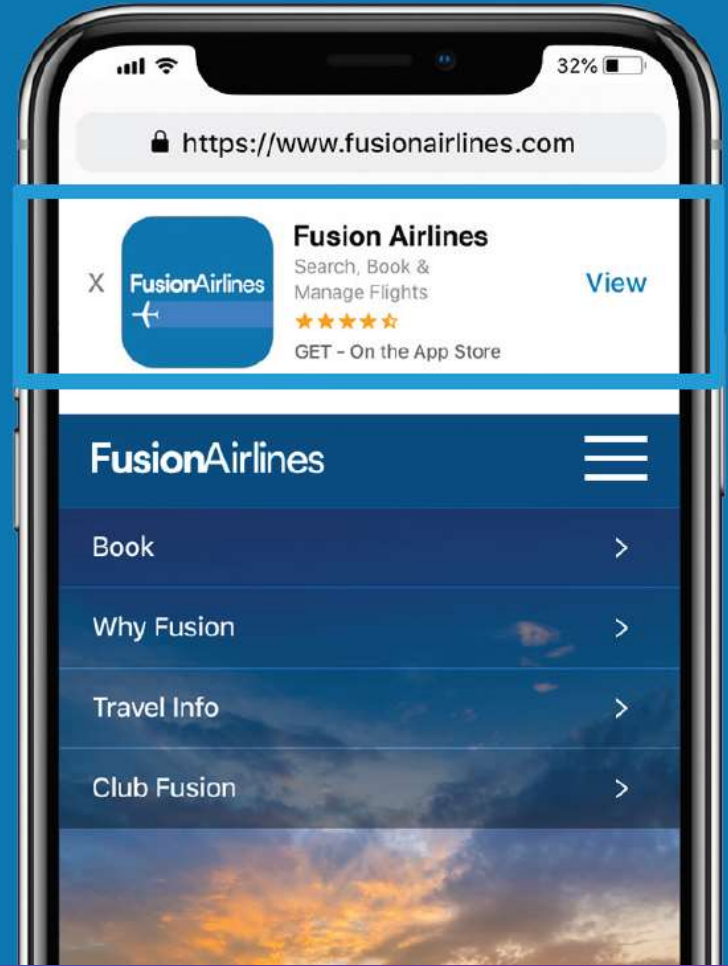 32%
https://www.fusionairlines.com
X
FusionAirlines
Fusion Airlines
Search, Book &
Manage Flights
GET - On the App Store
View
FusionAirlines
Book
Why Fusion
Travel Info
Club Fusion